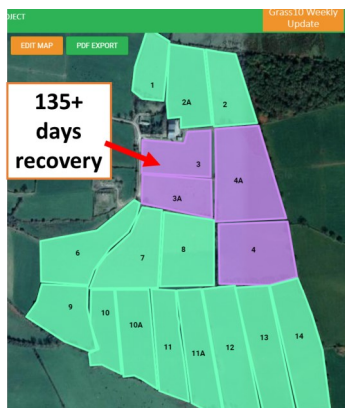 OJECT
Grass10 Weekly
Update
EDIT MAP
PDF EXPORT
1
2A
2
135+
days
recovery
3
4A
3A
6
7
8
4
9
10
10A
11
11A
12
13
14